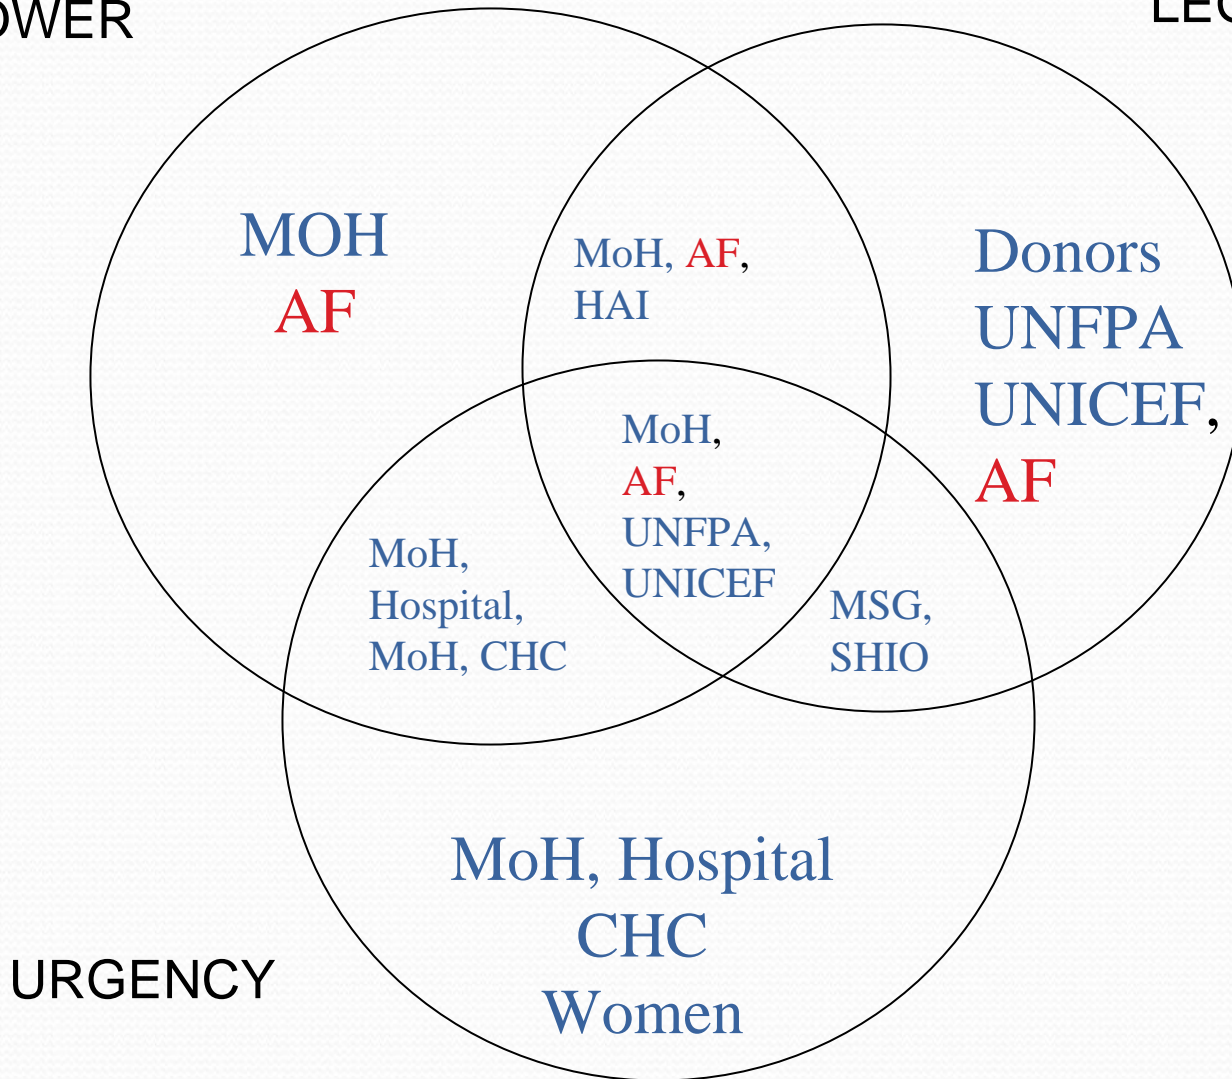 OWER
LEG
MOH
AF
MoH, AF,
HAI
Donors
UNFPA
UNICEF,
AF
MoH,
AF,
UNFPA,
UNICEF
MoH,
Hospital,
MoH, CHC
MSG,
SHIO
MoH, Hospital
CHC
Women
URGENCY